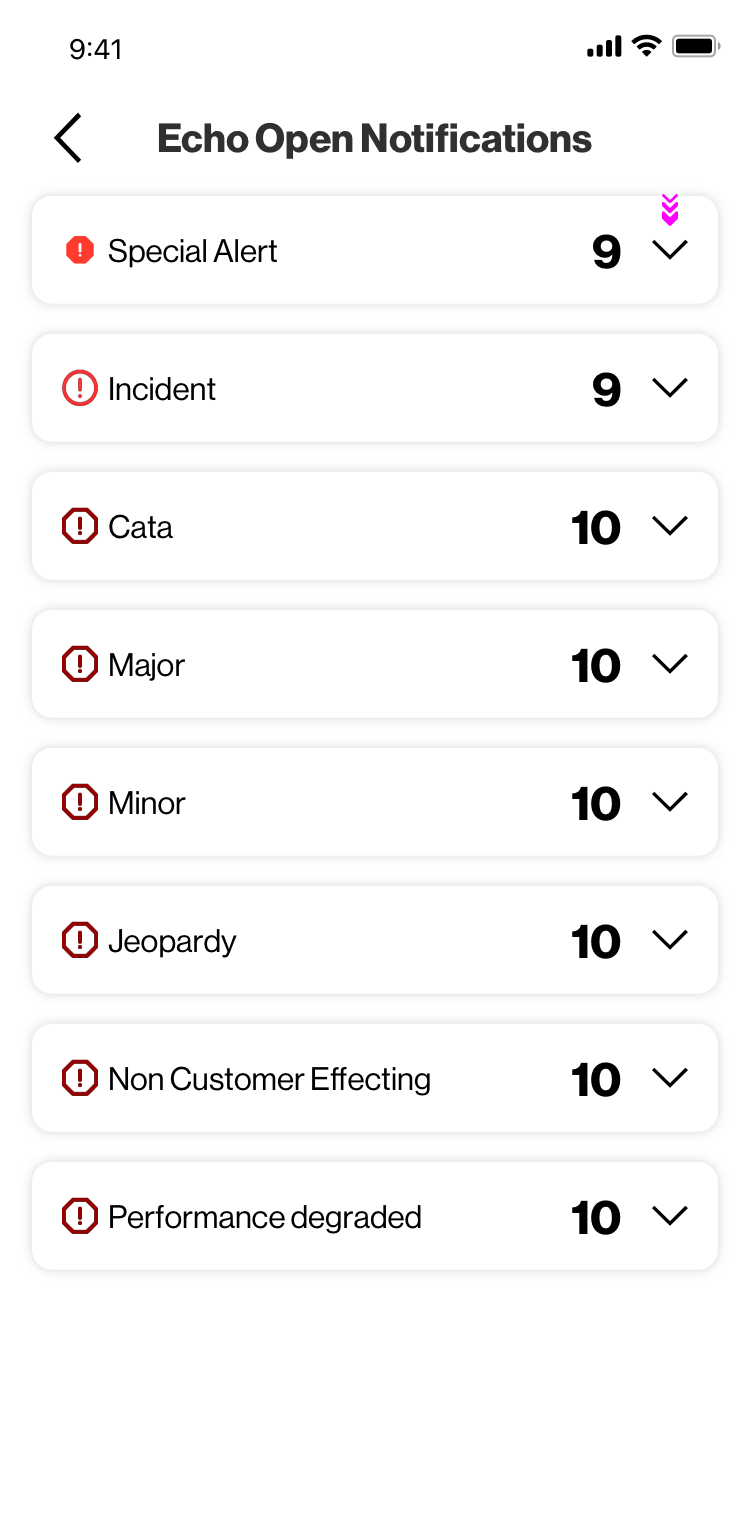 9:41
Echo Open Notifications
Special Alert 9
Incident 9
Cata 10
Major 10
Minor 10
Jeopardy 10
Non Customer Effecting 10
Performance degraded 10